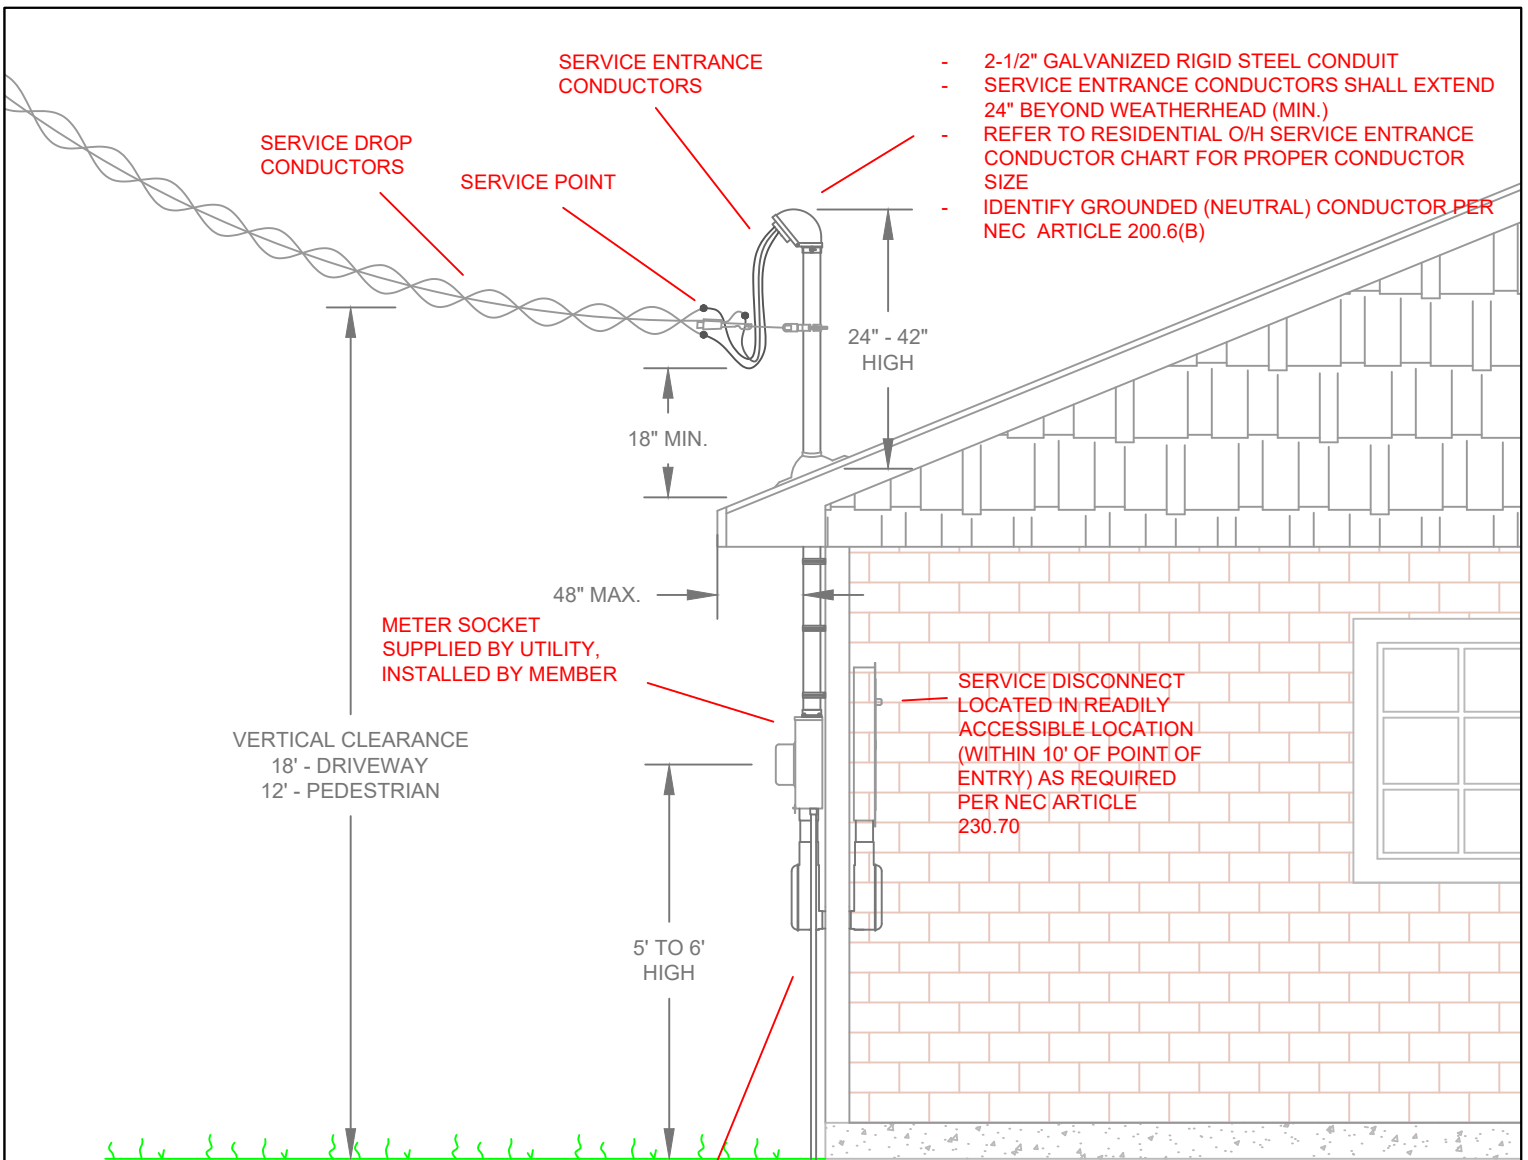 SERVICE ENTRANCE
CONDUCTORS
- 2-1/2" GALVANIZED RIGID STEEL CONDUIT
- SERVICE ENTRANCE CONDUCTORS SHALL EXTEND
24" BEYOND WEATHERHEAD (MIN.)
- REFER TO RESIDENTIAL O/H SERVICE ENTRANCE
CONDUCTOR CHART FOR PROPER CONDUCTOR
SIZE
- IDENTIFY GROUNDED (NEUTRAL) CONDUCTOR PER
NEC ARTICLE 200.6(B)
SERVICE DROP
CONDUCTORS
SERVICE POINT
24" - 42"
HIGH
18" MIN.
48" MAX.
METER SOCKET
SUPPLIED BY UTILITY,
INSTALLED BY MEMBER
SERVICE DISCONNECT
LOCATED IN READILY
ACCESSIBLE LOCATION
(WITHIN 10' OF POINT OF
ENTRY) AS REQUIRED
PER NEC ARTICLE
230.70
VERTICAL CLEARANCE
18' - DRIVEWAY
12' - PEDESTRIAN
5' TO 6'
HIGH